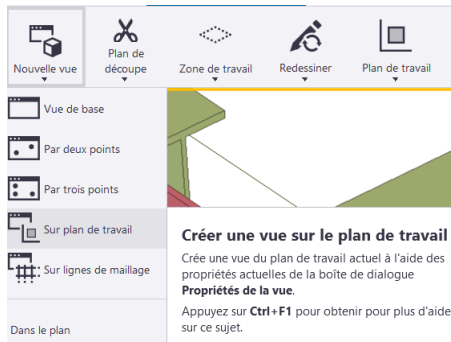 Nouvelle vue
Plan de
découpe
Zone de travail
Redessiner
Plan de travail
Vue de base
Par deux points
Par trois points
Sur plan de travail
Sur lignes de maillage
Dans le plan
Créer une vue sur le plan de travail
Crée une vue du plan de travail actuel à l'aide des
propriétés actuelles de la boîte de dialogue
Propriétés de la vue.
Appuyez sur Ctrl+F1 pour obtenir pour plus d'aide
sur ce sujet.